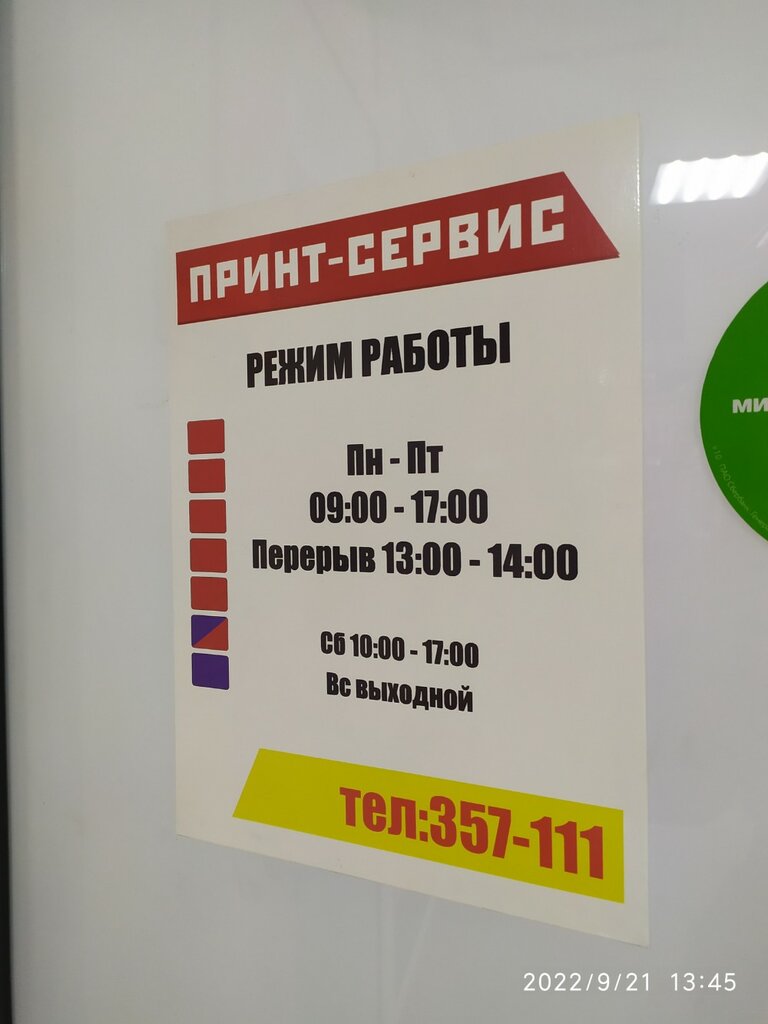 ПРИНТ-СЕРВИС
РЕЖИМ РАБОТЫ
Пн - Пт
09:00 - 17:00
Перерыв 13:00 - 14:00
Сб 10:00 - 17:00
Вс выходной
тел:357-111
2022/9/21 13:45